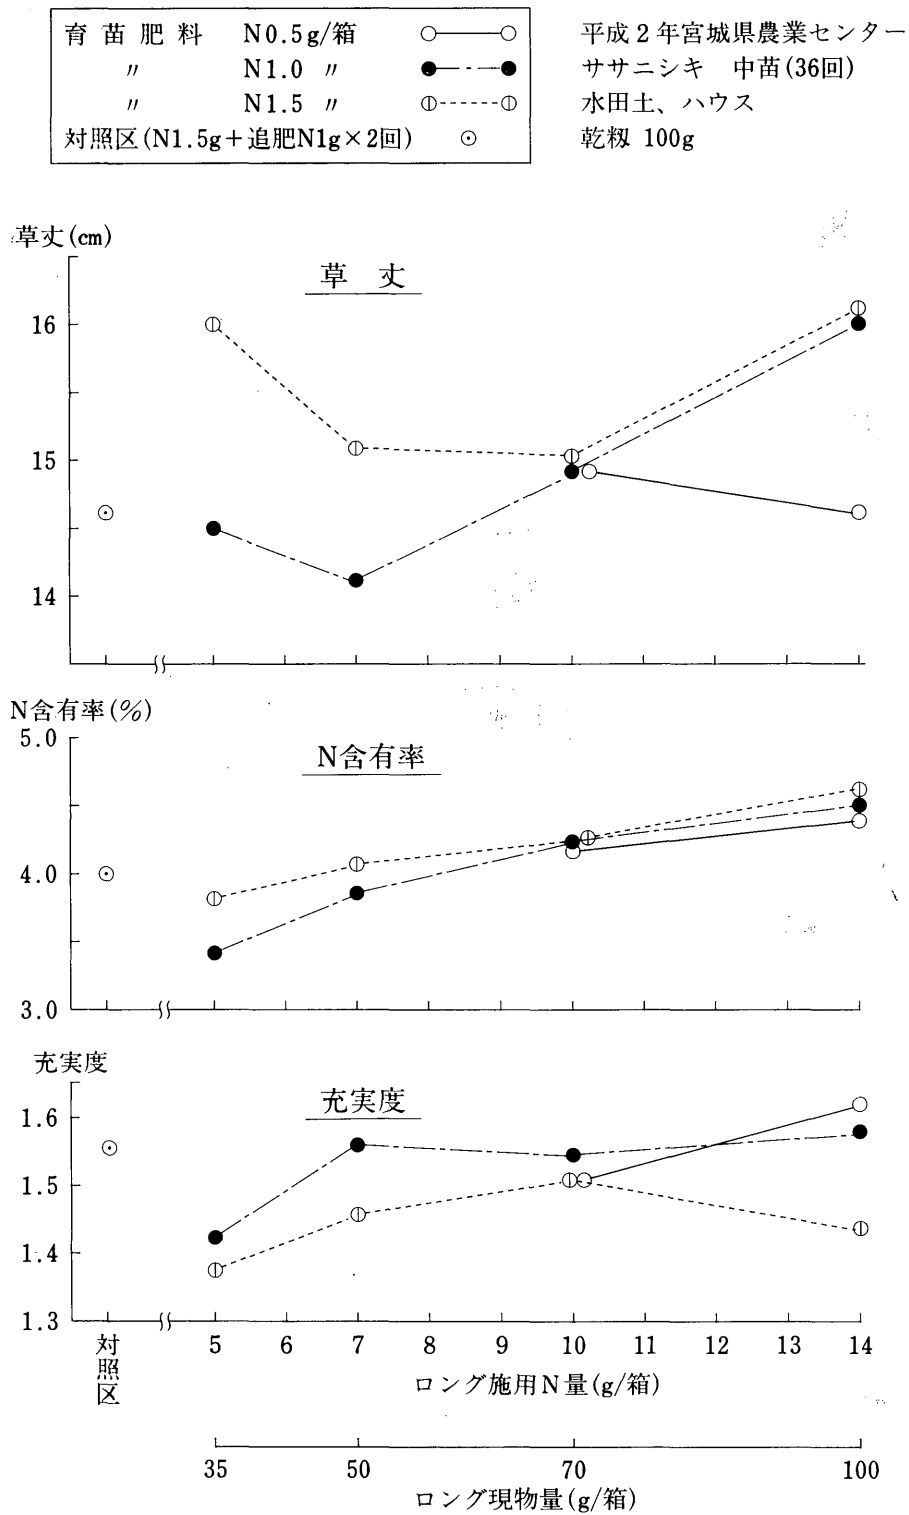 育苗肥料 N0.5g/箱
〃 N1.0 〃
〃 N1.5 〃
対照区(N1.5g+追肥N1g×2回)
平成2年宮城県農業センター
ササニシキ 中苗(36回)
水田土、ハウス
乾籾 100g
草丈(cm)
草丈
16
15
14
N含有率(%)
N含有率
5.0
4.0
3.0
充実度
充実度
1.6
1.5
1.4
1.3
対照区
5 6 7 8 9 10 11 12 13 14
ロング施用N量(g/箱)
35 50 70 100
ロング現物量(g/箱)